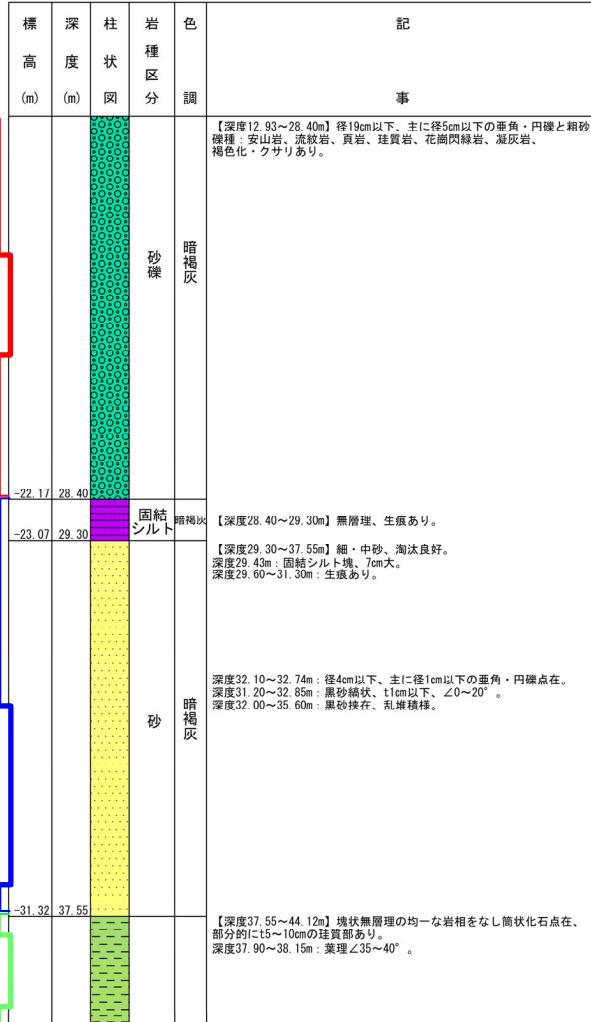 標高(m)
深度(m)
柱状図
岩種区分
色調
記事
【深度12.93～28.40m】径19cm以下、主に径5cm以下の亜角・円礫と粗砂
礫種：安山岩、流紋岩、頁岩、珪質岩、花崗閃緑岩、凝灰岩、
褐色化・クサリあり。
砂礫
暗褐灰
-22.17 28.40
固結
シルト
暗褐灰
【深度28.40～29.30m】無層理、生痕あり。
-23.07 29.30
【深度29.30～37.55m】細・中砂、淘汰良好。
深度29.43m：固結シルト塊、7cm大。
深度29.60～31.30m：生痕あり。
深度32.10～32.74m：径4cm以下、主に径1cm以下の亜角・円礫点在。
深度31.20～32.85m：黒砂縞状、t1cm以下、∠0～20°。
深度32.00～35.60m：黒砂挟在、乱堆積様。
砂
暗褐灰
-31.32 37.55
【深度37.55～44.12m】塊状無層理の均一な岩相をなし筒状化石点在、
部分的にt5～10cmの珪質部あり。
深度37.90～38.15m：葉理∠35～40°。